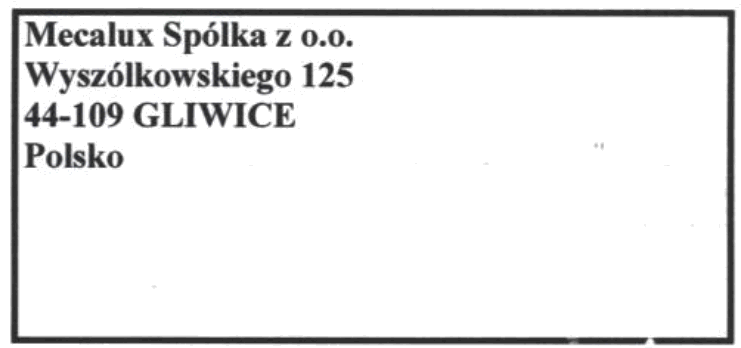 Mecalux Spólka z o.o.
Wyszólkowskiego 125
44-109 GLIWICE
Polsko